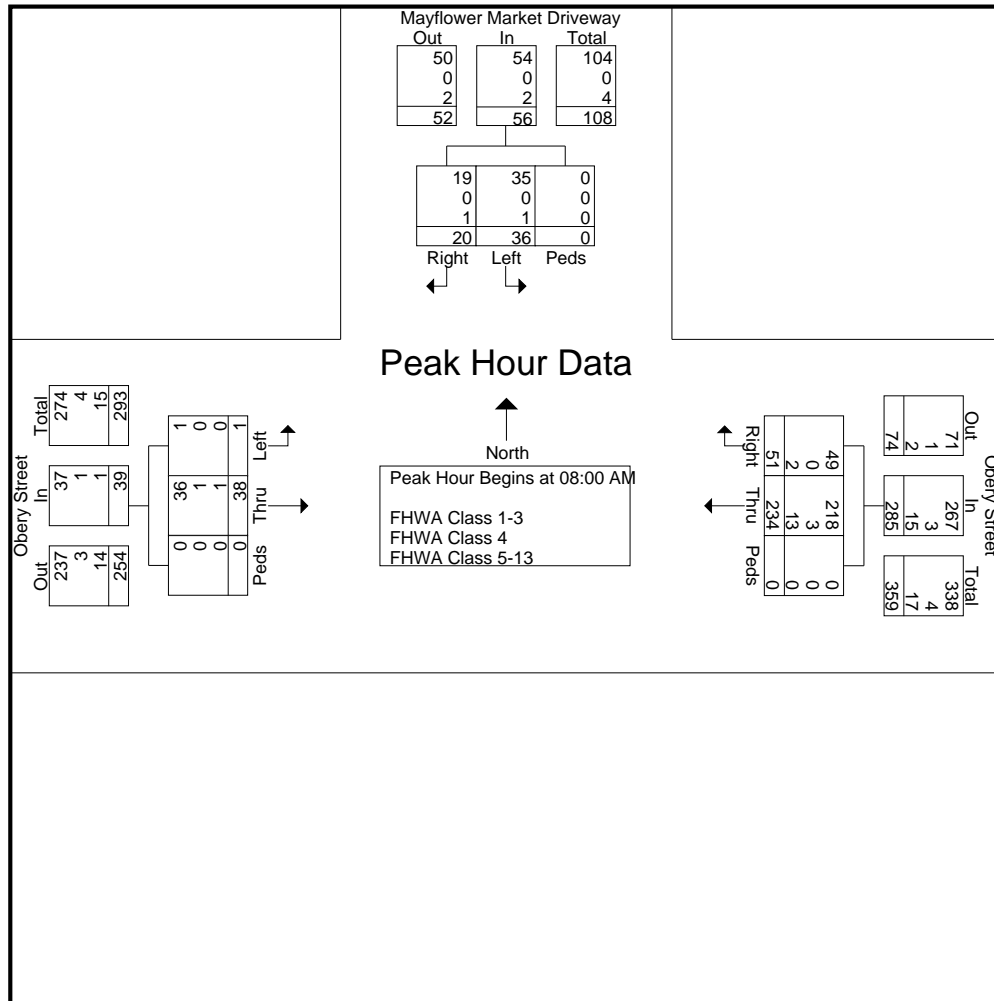 Mayflower Market Driveway
Out In Total
50 54 104
0 0 0
2 2 4
52 56 108
19 35 0
0 0 0
1 1 0
20 36 0
Right Left Peds
Peak Hour Data
North
Peak Hour Begins at 08:00 AM
FHWA Class 1-3
FHWA Class 4
FHWA Class 5-13
Obery Street
Out In Total
237 37 274
3 1 4
14 1 15
254 39 293
0 36 1
0 1 0
0 1 0
0 38 1
Peds Thru Left
Obery Street
Out In Total
71 267 338
1 3 4
2 15 17
74 285 359
49 218 0
0 3 0
2 13 0
51 234 0
Right Thru Peds